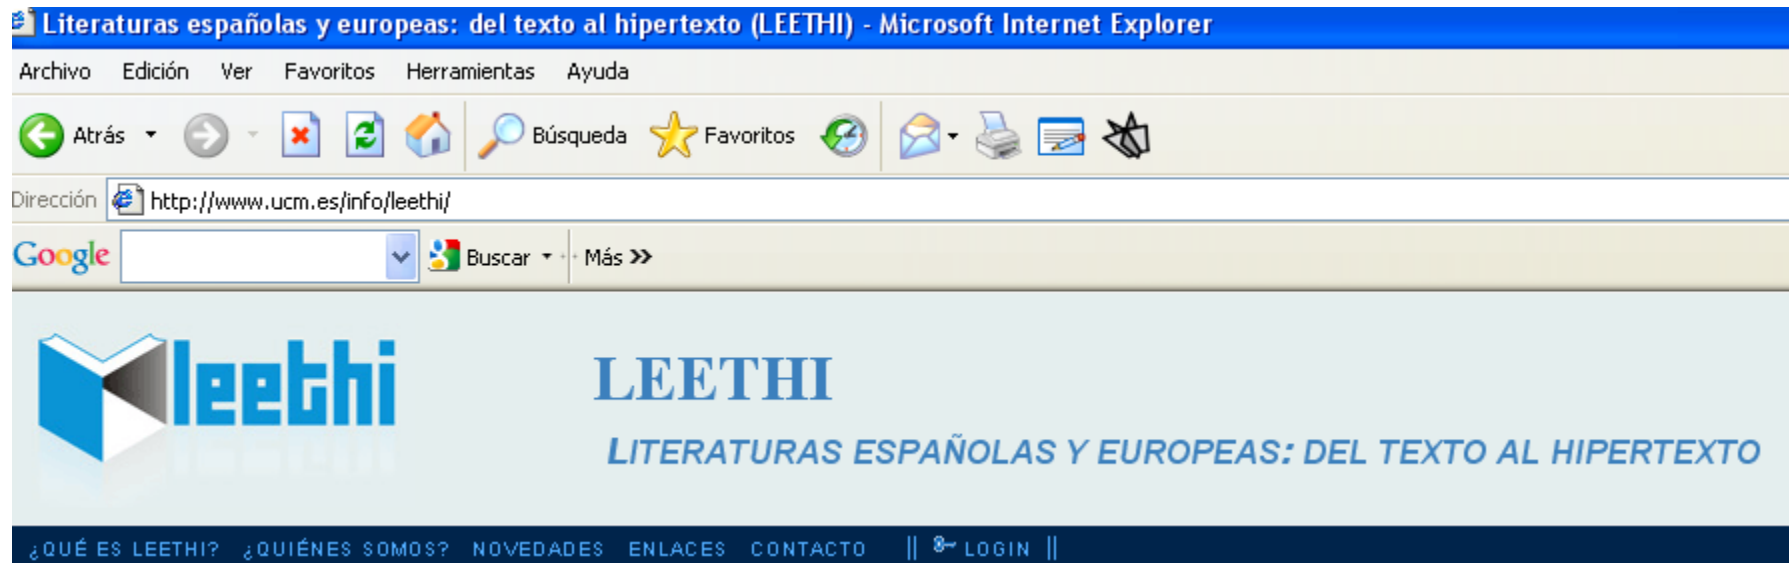 Literaturas españolas y europeas: del texto al hipertexto (LEETHI) - Microsoft Internet Explorer
Archivo Edición Ver Favoritos Herramientas Ayuda
Atrás Búsqueda Favoritos
Dirección http://www.ucm.es/info/leethi/
Google Buscar Más >>
leethi
LEETHI
LITERATURAS ESPAÑOLAS Y EUROPEAS: DEL TEXTO AL HIPERTEXTO
¿QUÉ ES LEETHI? ¿QUIÉNES SOMOS? NOVEDADES ENLACES CONTACTO || LOGIN ||